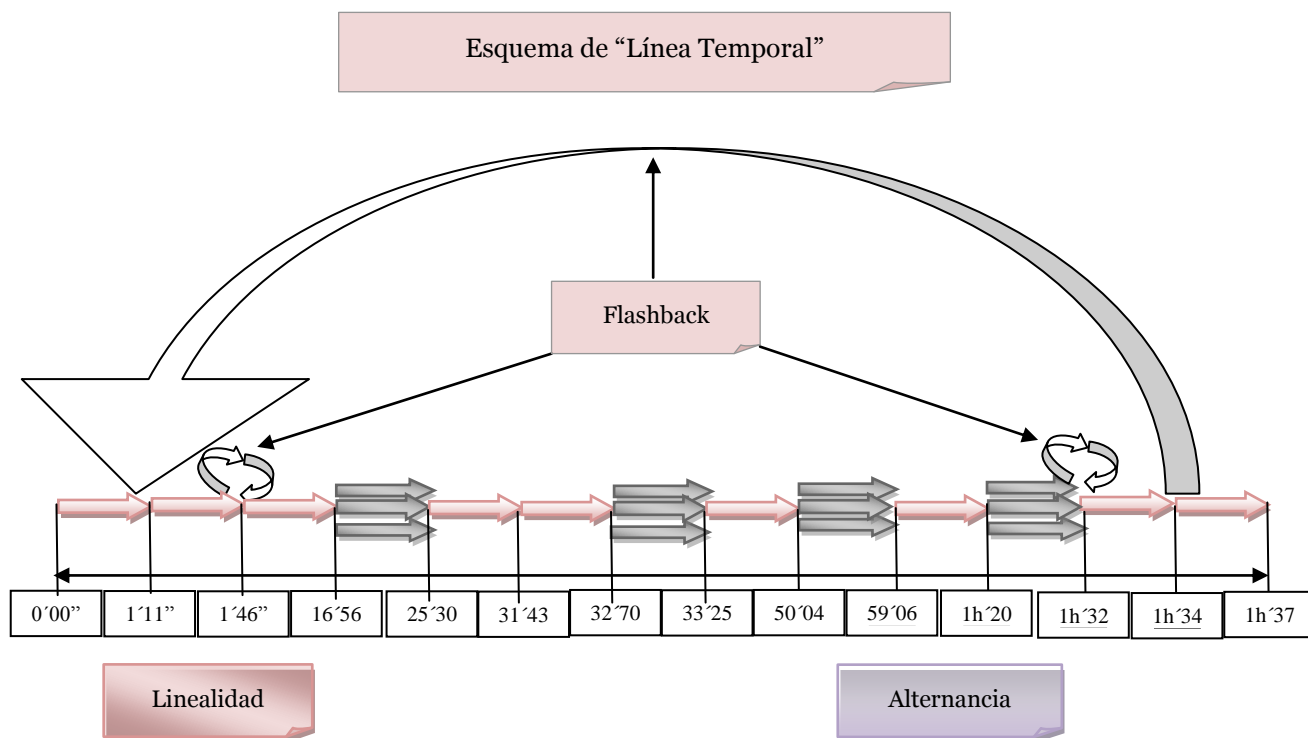 Esquema de “Línea Temporal”
Flashback
0´00”
1´11”
1´46”
16´56
25´30
31´43
32´70
33´25
50´04
59´06
1h´20
1h´32
1h´34
1h´37
Linealidad
Alternancia